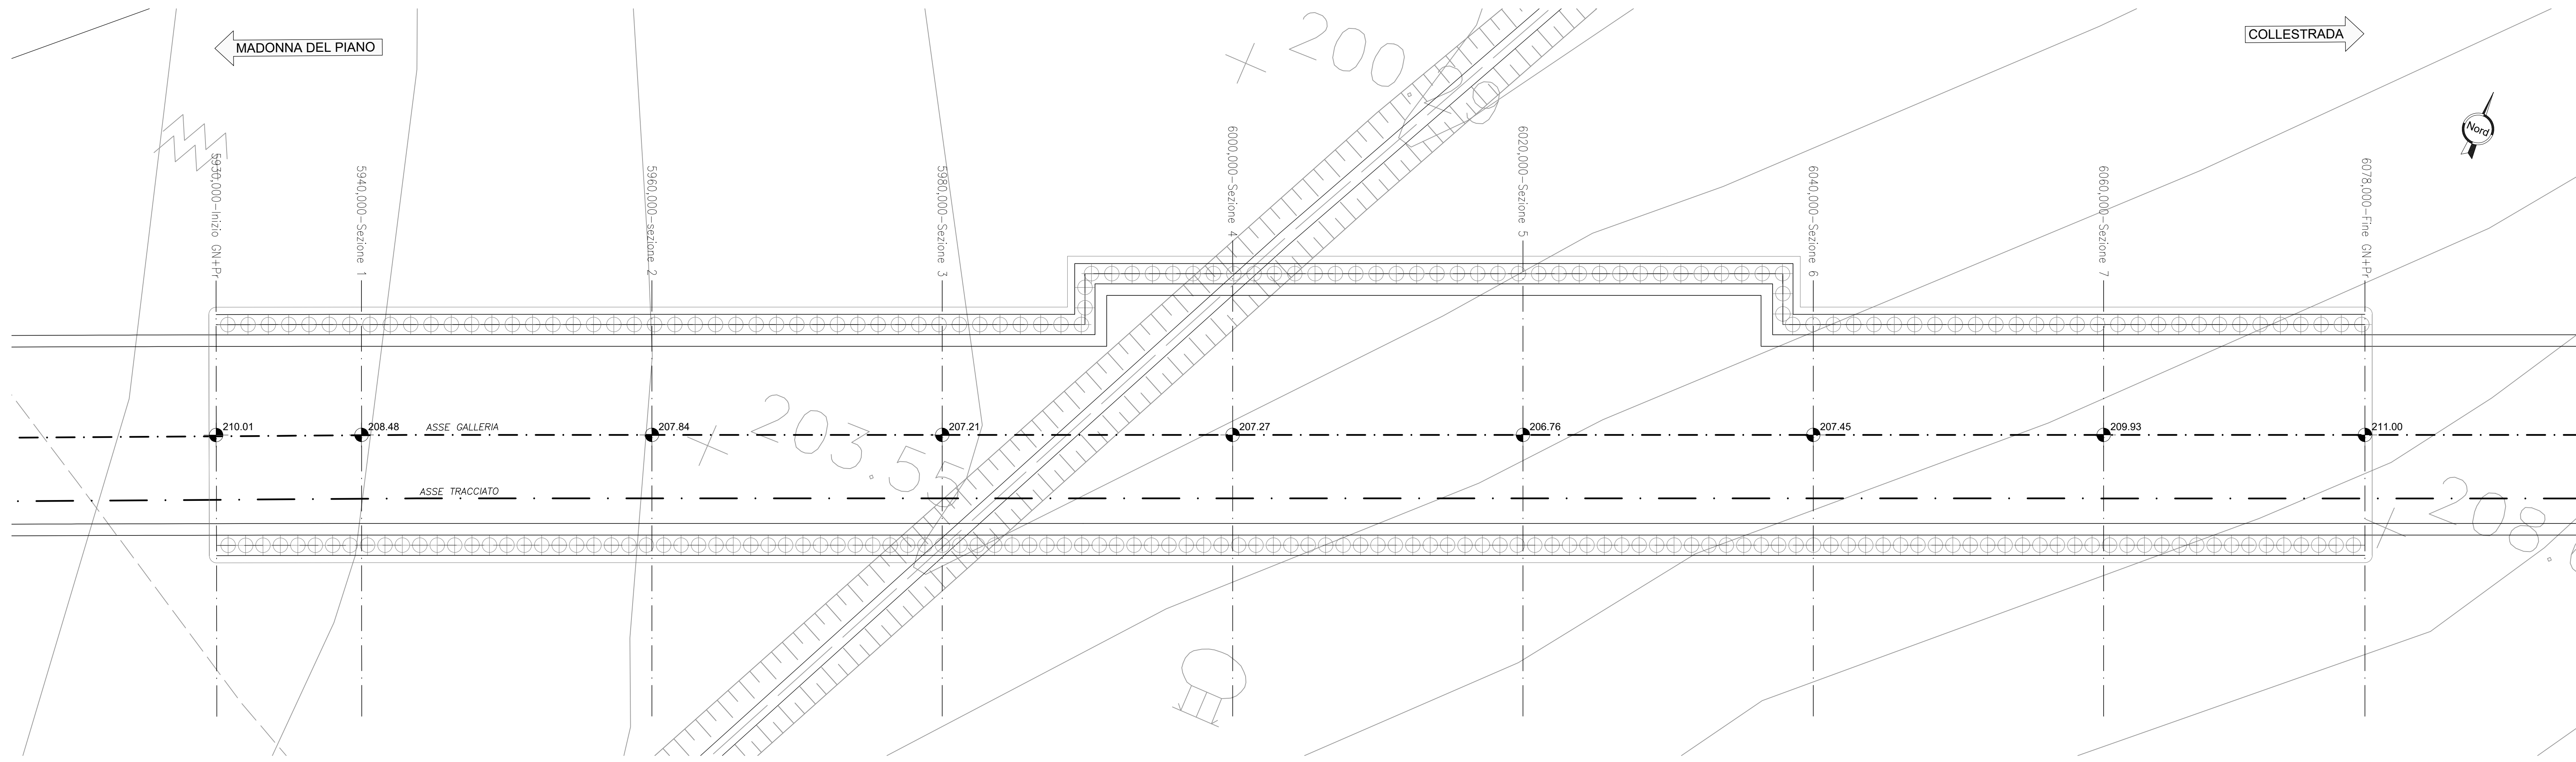 MADONNA DEL PIANO
COLLESTRADA
× 200.29
Nord
5930,000-Inizio GN+Pr
5940,000-Sezione 1
5960,000-sezione 2
5980,000-Sezione 3
6000,000-Sezione 4
6020,000-Sezione 5
6040,000-Sezione 6
6060,000-Sezione 7
6078,000-Fine GN+Pr
210.01
208.48
ASSE GALLERIA
207.84
207.21
207.27
206.76
207.45
209.93
211.00
× 203.55
ASSE TRACCIATO
208.